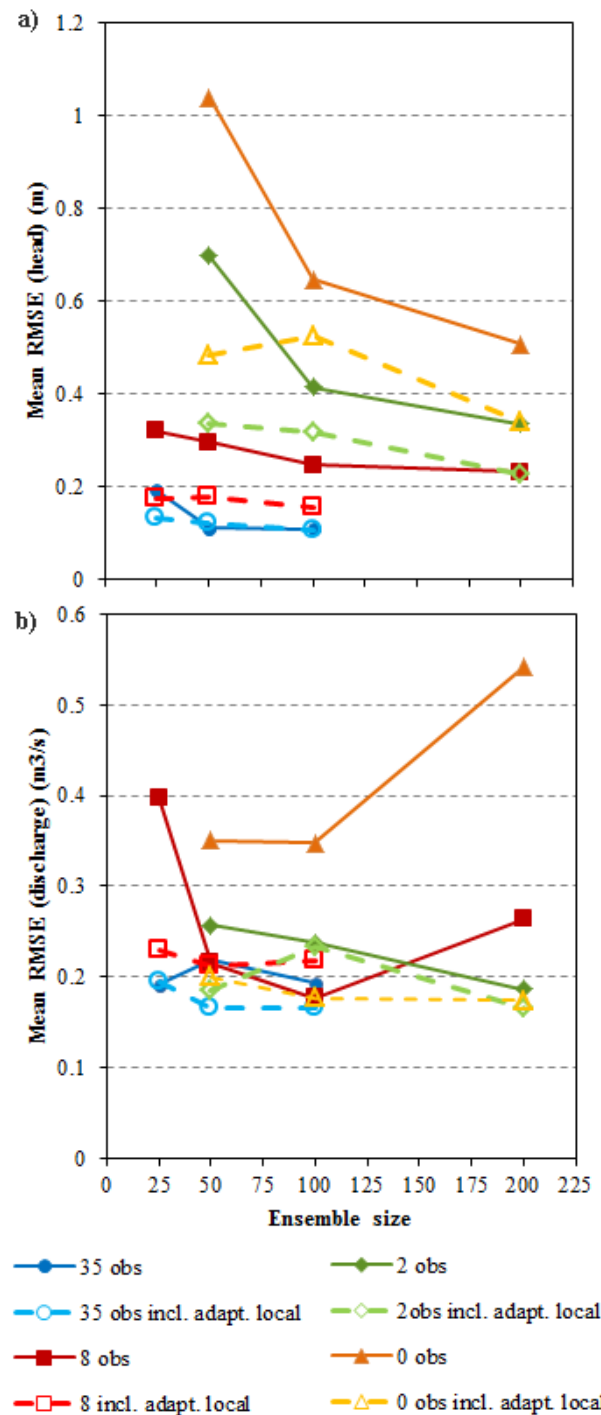 a)
1.2
1
0.8
0.6
0.4
0.2
0
Mean RMSE (head) (m)
b)
0.6
0.5
0.4
0.3
0.2
0.1
0
Mean RMSE (discharge) (m3/s)
0 25 50 75 100 125 150 175 200 225
Ensemble size
35 obs
2 obs
35 obs incl. adapt. local
2obs incl. adapt. local
8 obs
0 obs
8 incl. adapt. local
0 obs incl. adapt. local